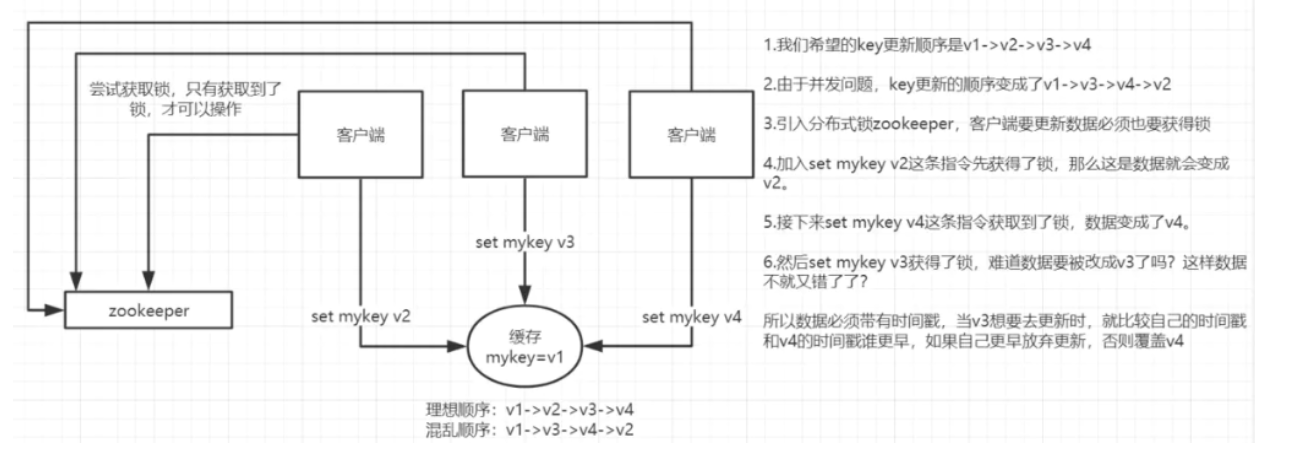 尝试获取锁，只有获取到了
锁，才可以操作
客户端
客户端
客户端
set mykey v3
zookeeper
set mykey v2
set mykey v4
缓存
mykey=v1
理想顺序：v1->v2->v3->v4
混乱顺序：v1->v3->v4->v2
1.我们希望的key更新顺序是v1->v2->v3->v4
2.由于并发问题，key更新的顺序变成了v1->v3->v4->v2
3.引入分布式锁zookeeper，客户端要更新数据必须也要获得锁
4.加入set mykey v2这条指令先获得了锁，那么这是数据就会变成
v2。
5.接下来set mykey v4这条指令获取到了锁，数据变成了v4。
6.然后set mykey v3获得了锁，难道数据要被改成v3了吗？这样数据
不就又错了了？
所以数据必须带有时间戳，当v3想要去更新时，就比较自己的时间戳
和v4的时间戳谁更早，如果自己更早放弃更新，否则覆盖v4